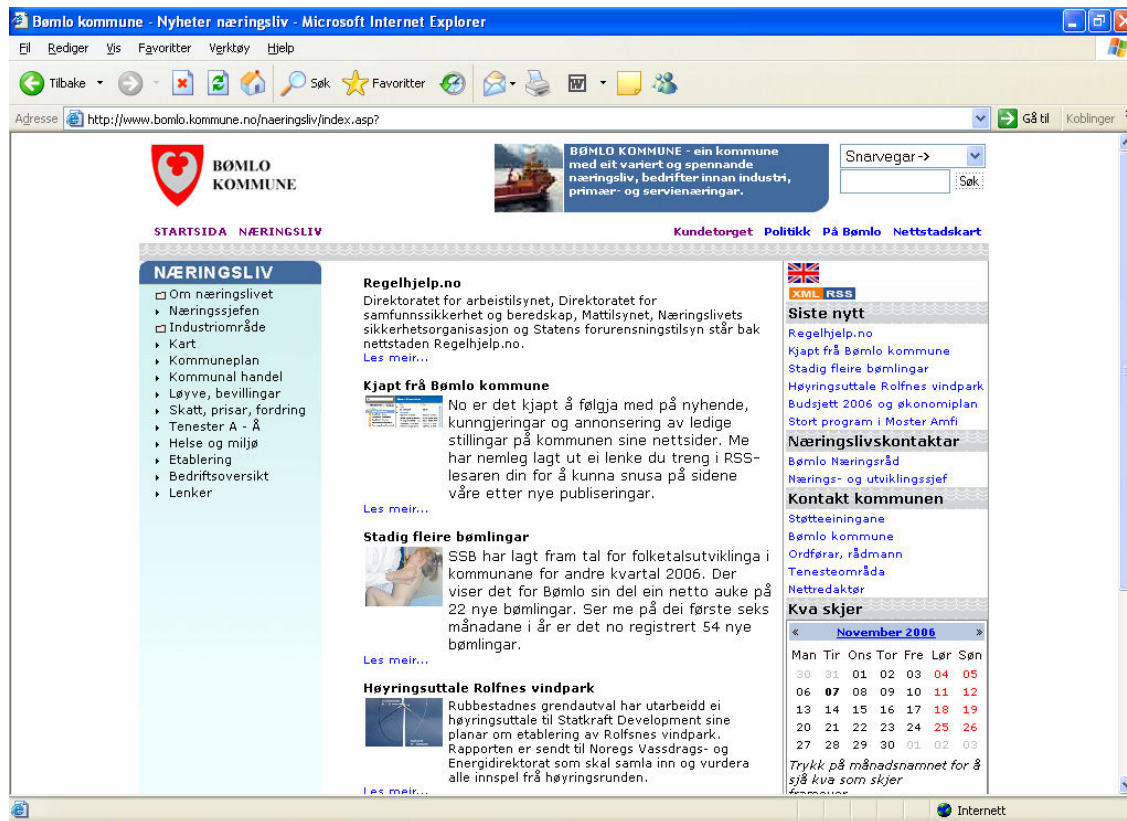 Bømlo kommune - Nyheter næringsliv - Microsoft Internet Explorer
Fil Rediger Vis Favoritter Verktøy Hjelp
Tilbake Søk Favoritter
Adresse http://www.bomlo.kommune.no/naeringsliv/index.asp? Gå til Koblinger
BØMLO
KOMMUNE
BØMLO KOMMUNE - ein kommune
med eit variert og spennande
næringsliv, bedrifter innan industri,
primær- og servienæringar.
Snarvegar ->
Søk
STARTSIDA NÆRINGSLIV
Kundetorget Politikk På Bømlo Nettstadskart
NÆRINGSLIV
Om næringslivet
Næringssjefen
Industriområde
Kart
Kommuneplan
Kommunal handel
Løyve, bevillingar
Skatt, prisar, fordring
Tenester A - Å
Helse og miljø
Etablering
Bedriftsoversikt
Lenker
Regelhjelp.no
Direktoratet for arbeistilsynet, Direktoratet for
samfunnssikkerhet og beredskap, Mattilsynet, Næringslivets
sikkerhetsorganisasjon og Statens forurensningstilsyn står bak
nettstaden Regelhjelp.no.
Les meir...
Kjapt frå Bømlo kommune
No er det kjapt å følgja med på nyhende,
kunngjeringar og annonsering av ledige
stillingar på kommunen sine nettsider. Me
har nemleg lagt ut ei lenke du treng i RSS-
lesaren din for å kunna snusa på sidene
våre etter nye publiseringar.
Les meir...
Stadig fleire bømlingar
SSB har lagt fram tal for folketalsutviklinga i
kommunane for andre kvartal 2006. Der
viser det for Bømlo sin del ein netto auke på
22 nye bømlingar. Ser me på dei første seks
månadane i år er det no registrert 54 nye
bømlingar.
Les meir...
Høyringsuttale Rolfnes vindpark
Rubbestadnes grendautval har utarbeidd ei
høyringsuttale til Statkraft Development sine
planar om etablering av Rolfsnes vindpark.
Rapporten er sendt til Noregs Vassdrags- og
Energidirektorat som skal samla inn og vurdera
alle innspel frå høyringsrunden.
Les meir...
XML RSS
Siste nytt
Regelhjelp.no
Kjapt frå Bømlo kommune
Stadig fleire bømlingar
Høyringsuttale Rolfnes vindpark
Budsjett 2006 og økonomiplan
Stort program i Moster Amfi
Næringslivskontaktar
Bømlo Næringsråd
Nærings- og utviklingssjef
Kontakt kommunen
Støtteeiningane
Bømlo kommune
Ordførar, rådmann
Tenesteområda
Nettredaktør
Kva skjer
« November 2006 »
Man Tir Ons Tor Fre Lør Søn
30 31 01 02 03 04 05
06 07 08 09 10 11 12
13 14 15 16 17 18 19
20 21 22 23 24 25 26
27 28 29 30 01 02 03
Trykk på månadsnamnet for å
sjå kva som skjer
framover
Internett